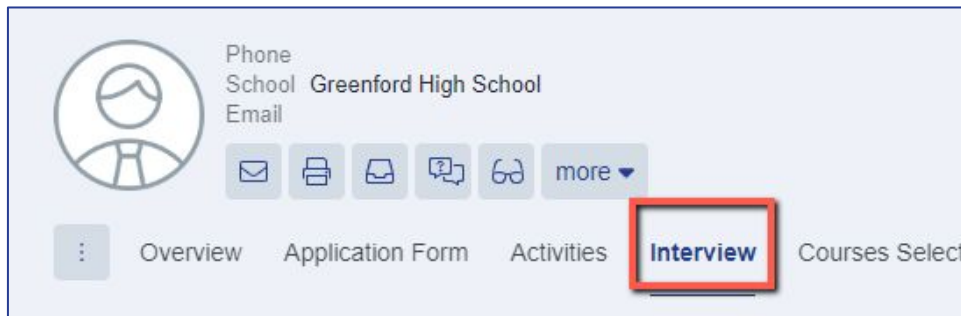 Phone
School Greenford High School
Email
more
Overview Application Form Activities Interview Courses Select